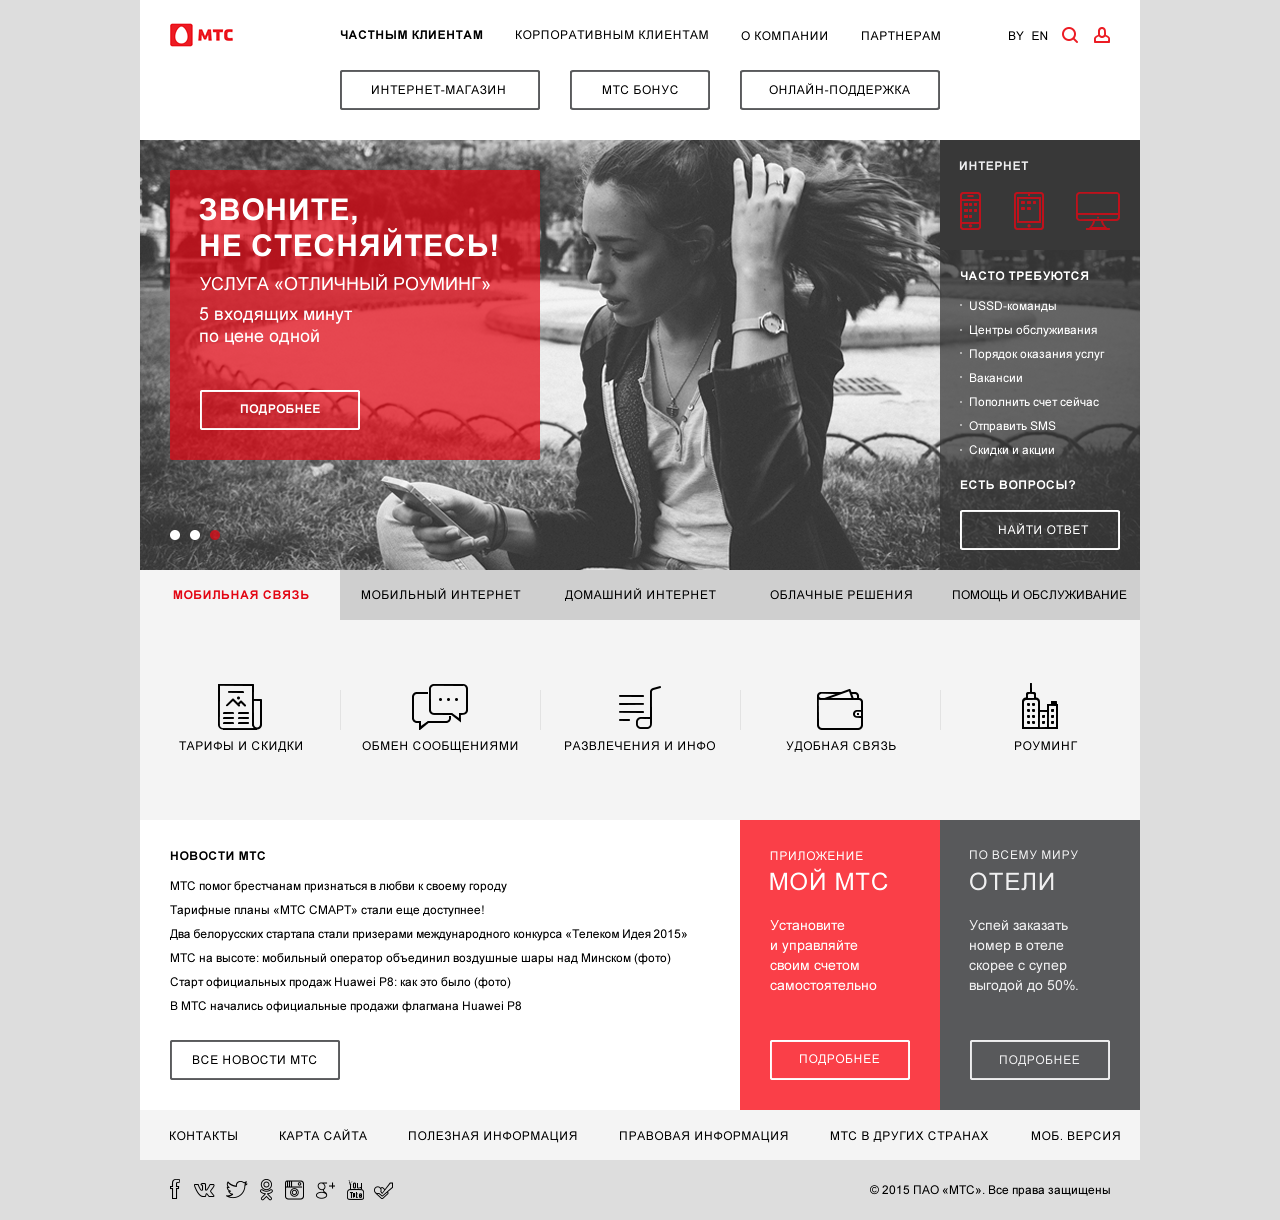 МТС
ЧАСТНЫМ КЛИЕНТАМ
КОРПОРАТИВНЫМ КЛИЕНТАМ
О КОМПАНИИ
ПАРТНЕРАМ
BY EN
ИНТЕРНЕТ-МАГАЗИН
МТС БОНУС
ОНЛАЙН-ПОДДЕРЖКА
ЗВОНИТЕ,
НЕ СТЕСНЯЙТЕСЬ!
УСЛУГА «ОТЛИЧНЫЙ РОУМИНГ»
5 входящих минут
по цене одной
ПОДРОБНЕЕ
ИНТЕРНЕТ
ЧАСТО ТРЕБУЮТСЯ
· USSD-команды
· Центры обслуживания
· Порядок оказания услуг
· Вакансии
· Пополнить счет сейчас
· Отправить SMS
· Скидки и акции
ЕСТЬ ВОПРОСЫ?
НАЙТИ ОТВЕТ
МОБИЛЬНАЯ СВЯЗЬ
МОБИЛЬНЫЙ ИНТЕРНЕТ
ДОМАШНИЙ ИНТЕРНЕТ
ОБЛАЧНЫЕ РЕШЕНИЯ
ПОМОЩЬ И ОБСЛУЖИВАНИЕ
ТАРИФЫ И СКИДКИ
ОБМЕН СООБЩЕНИЯМИ
РАЗВЛЕЧЕНИЯ И ИНФО
УДОБНАЯ СВЯЗЬ
РОУМИНГ
НОВОСТИ МТС
МТС помог брестчанам признаться в любви к своему городу
Тарифные планы «МТС СМАРТ» стали еще доступнее!
Два белорусских стартапа стали призерами международного конкурса «Телеком Идея 2015»
МТС на высоте: мобильный оператор объединил воздушные шары над Минском (фото)
Старт официальных продаж Huawei P8: как это было (фото)
В МТС начались официальные продажи флагмана Huawei P8
ВСЕ НОВОСТИ МТС
ПРИЛОЖЕНИЕ
МОЙ МТС
Установите
и управляйте
своим счетом
самостоятельно
ПОДРОБНЕЕ
ПО ВСЕМУ МИРУ
ОТЕЛИ
Успей заказать
номер в отеле
скорее с супер
выгодой до 50%.
ПОДРОБНЕЕ
КОНТАКТЫ
КАРТА САЙТА
ПОЛЕЗНАЯ ИНФОРМАЦИЯ
ПРАВОВАЯ ИНФОРМАЦИЯ
МТС В ДРУГИХ СТРАНАХ
МОБ. ВЕРСИЯ
You
Tube
© 2015 ПАО «МТС». Все права защищены